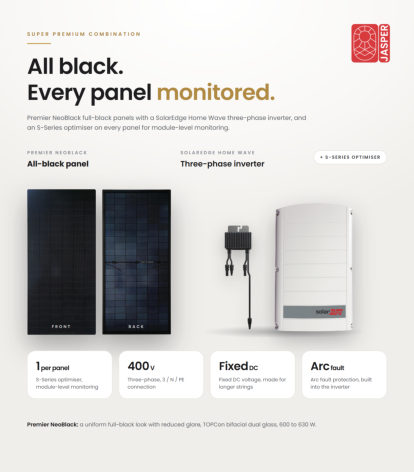 SUPER PREMIUM COMBINATION
JASPER
All black.
Every panel monitored.
Premier NeoBlack full-black panels with a SolarEdge Home Wave three-phase inverter, and
an S-Series optimiser on every panel for module-level monitoring.
PREMIER NEOBLACK
All-black panel
SOLAREDGE HOME WAVE
Three-phase inverter
+ S-SERIES OPTIMISER
FRONT
BACK
solaredge
1 per panel
S-Series optimiser,
module-level monitoring
400 V
Three-phase, 3 / N / PE
connection
Fixed DC
Fixed DC voltage, made for
longer strings
Arc fault
Arc fault protection, built
into the inverter
Premier NeoBlack: a uniform full-black look with reduced glare, TOPCon bifacial dual glass, 600 to 630 W.